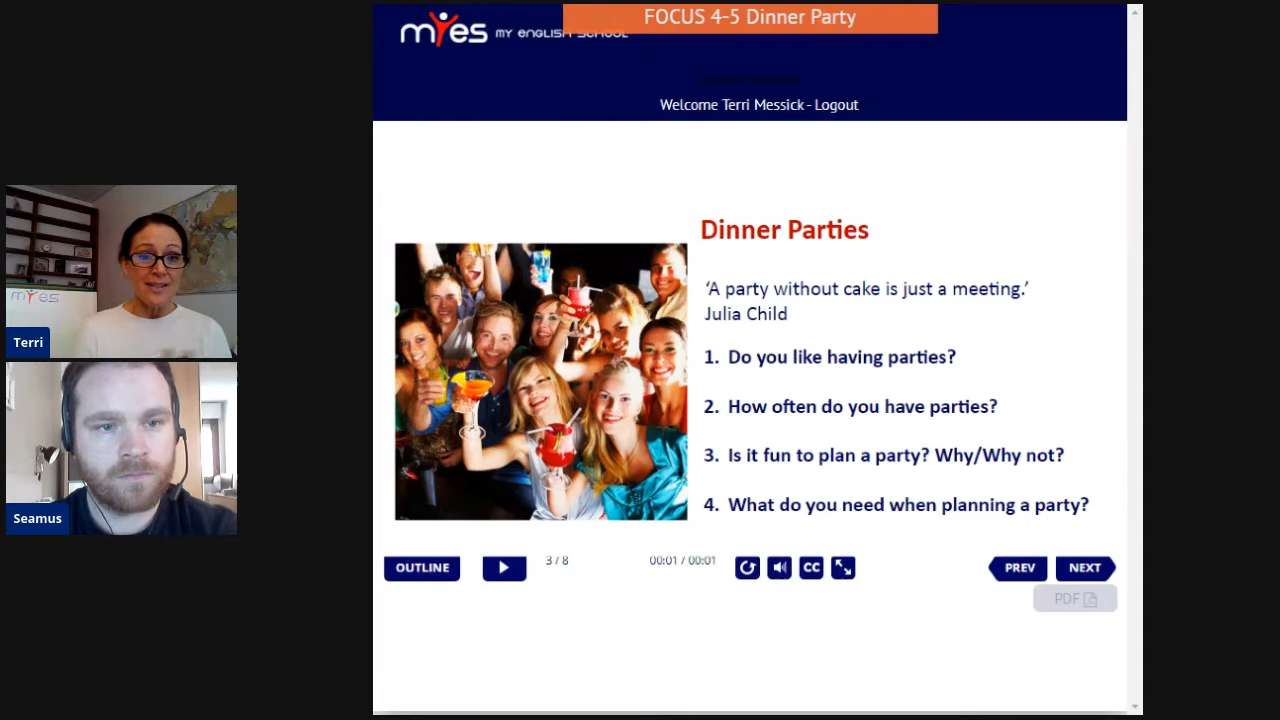 FOCUS 4-5 Dinner Party
mYes MY ENGLISH SCHOOL
Welcome Terri Messick - Logout
Dinner Parties
‘A party without cake is just a meeting.’
Julia Child
1. Do you like having parties?
2. How often do you have parties?
3. Is it fun to plan a party? Why/Why not?
4. What do you need when planning a party?
OUTLINE
3 / 8
00:01 / 00:01
CC
PREV
NEXT
PDF
mYes
Terri
Seamus